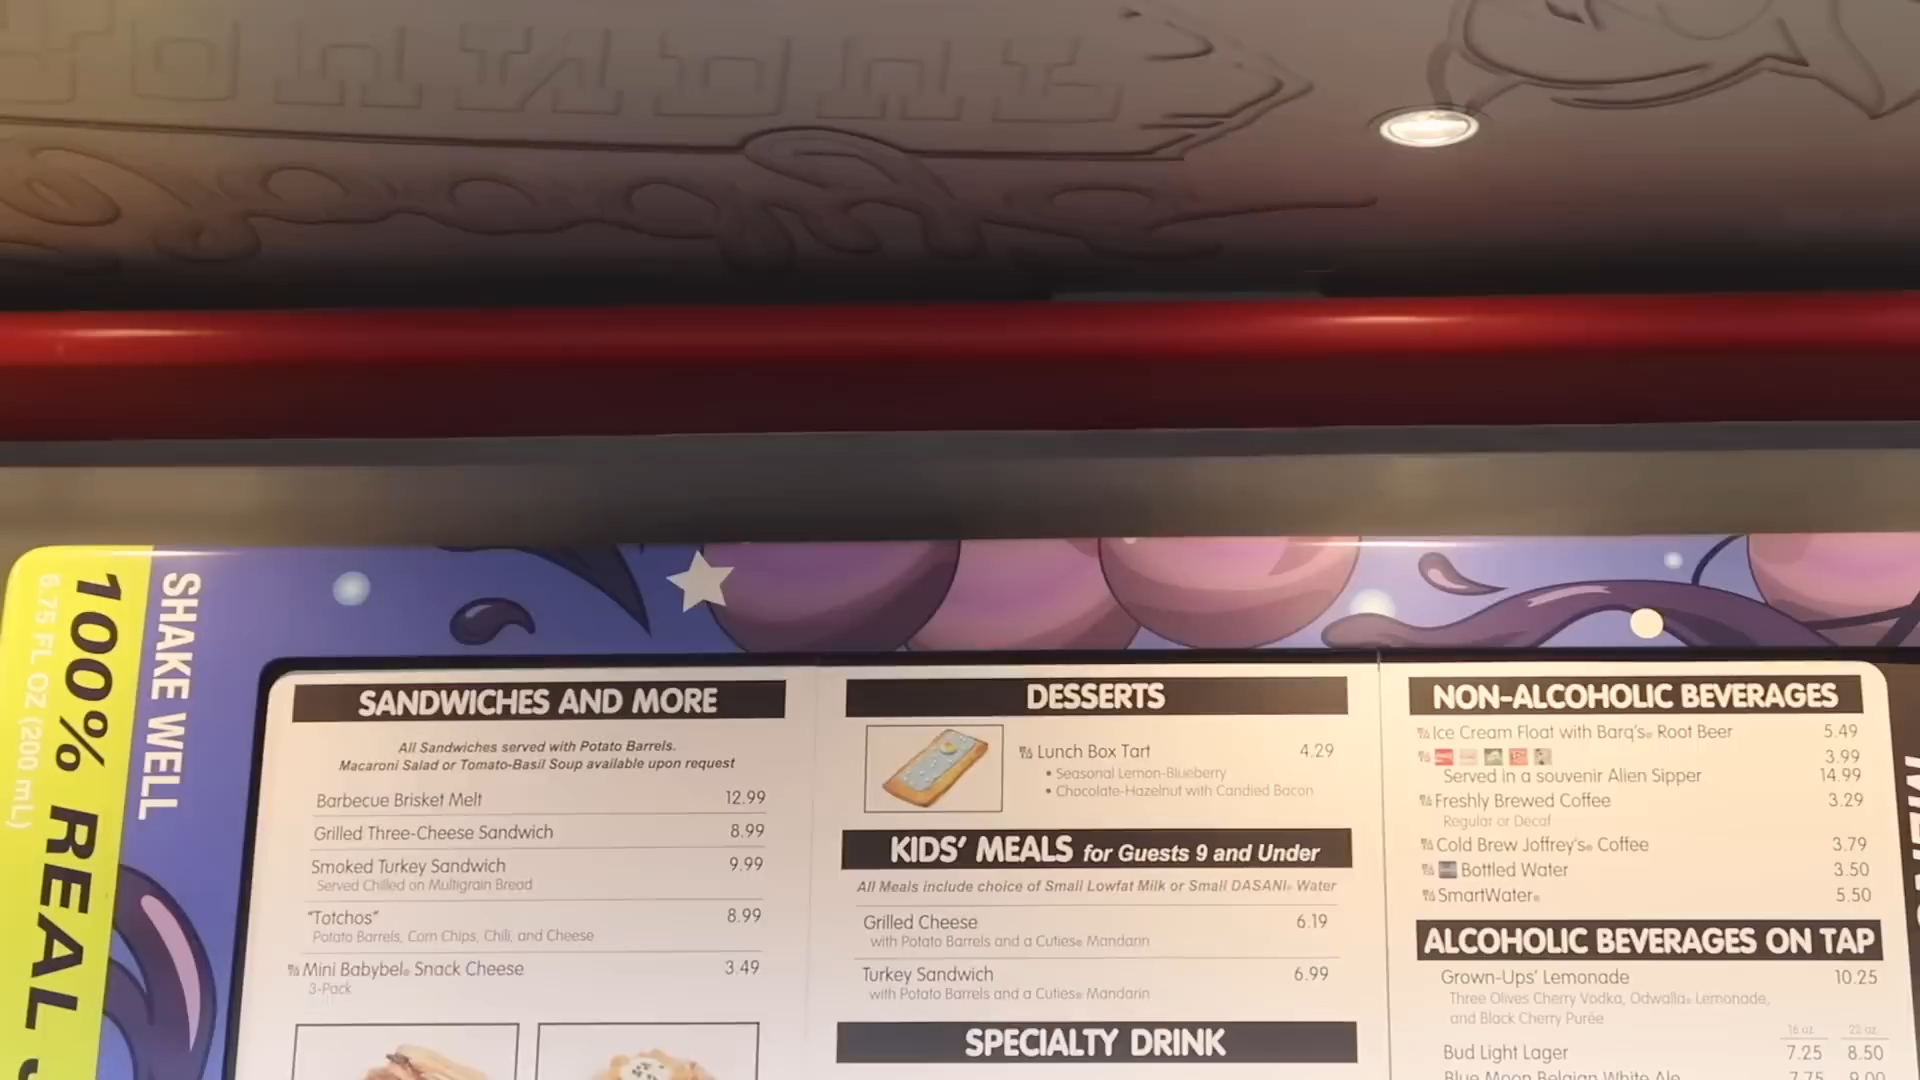 SHAKE WELL
100% REAL
6.75 FL OZ (200 mL)
SANDWICHES AND MORE
All Sandwiches served with Potato Barrels.
Macaroni Salad or Tomato-Basil Soup available upon request
Barbecue Brisket Melt 12.99
Grilled Three-Cheese Sandwich 8.99
Smoked Turkey Sandwich 9.99
Served Chilled on Multigrain Bread
"Totchos" 8.99
Potato Barrels, Corn Chips, Chili, and Cheese
Mini Babybel® Snack Cheese 3.49
3-Pack
DESSERTS
Lunch Box Tart 4.29
• Seasonal Lemon-Blueberry
• Chocolate-Hazelnut with Candied Bacon
KIDS' MEALS for Guests 9 and Under
All Meals include choice of Small Lowfat Milk or Small DASANI® Water
Grilled Cheese 6.19
with Potato Barrels and a Cuties® Mandarin
Turkey Sandwich 6.99
with Potato Barrels and a Cuties® Mandarin
SPECIALTY DRINK
NON-ALCOHOLIC BEVERAGES
Ice Cream Float with Barq's® Root Beer 5.49
3.99
Served in a souvenir Alien Sipper 14.99
Freshly Brewed Coffee 3.29
Regular or Decaf
Cold Brew Joffrey's® Coffee 3.79
Bottled Water 3.50
SmartWater® 5.50
ALCOHOLIC BEVERAGES ON TAP
Grown-Ups' Lemonade 10.25
Three Olives Cherry Vodka, Odwalla® Lemonade,
and Black Cherry Purée
16 oz. 22 oz.
Bud Light Lager 7.25 8.50
Blue Moon Belgian White Ale 7.75 9.00